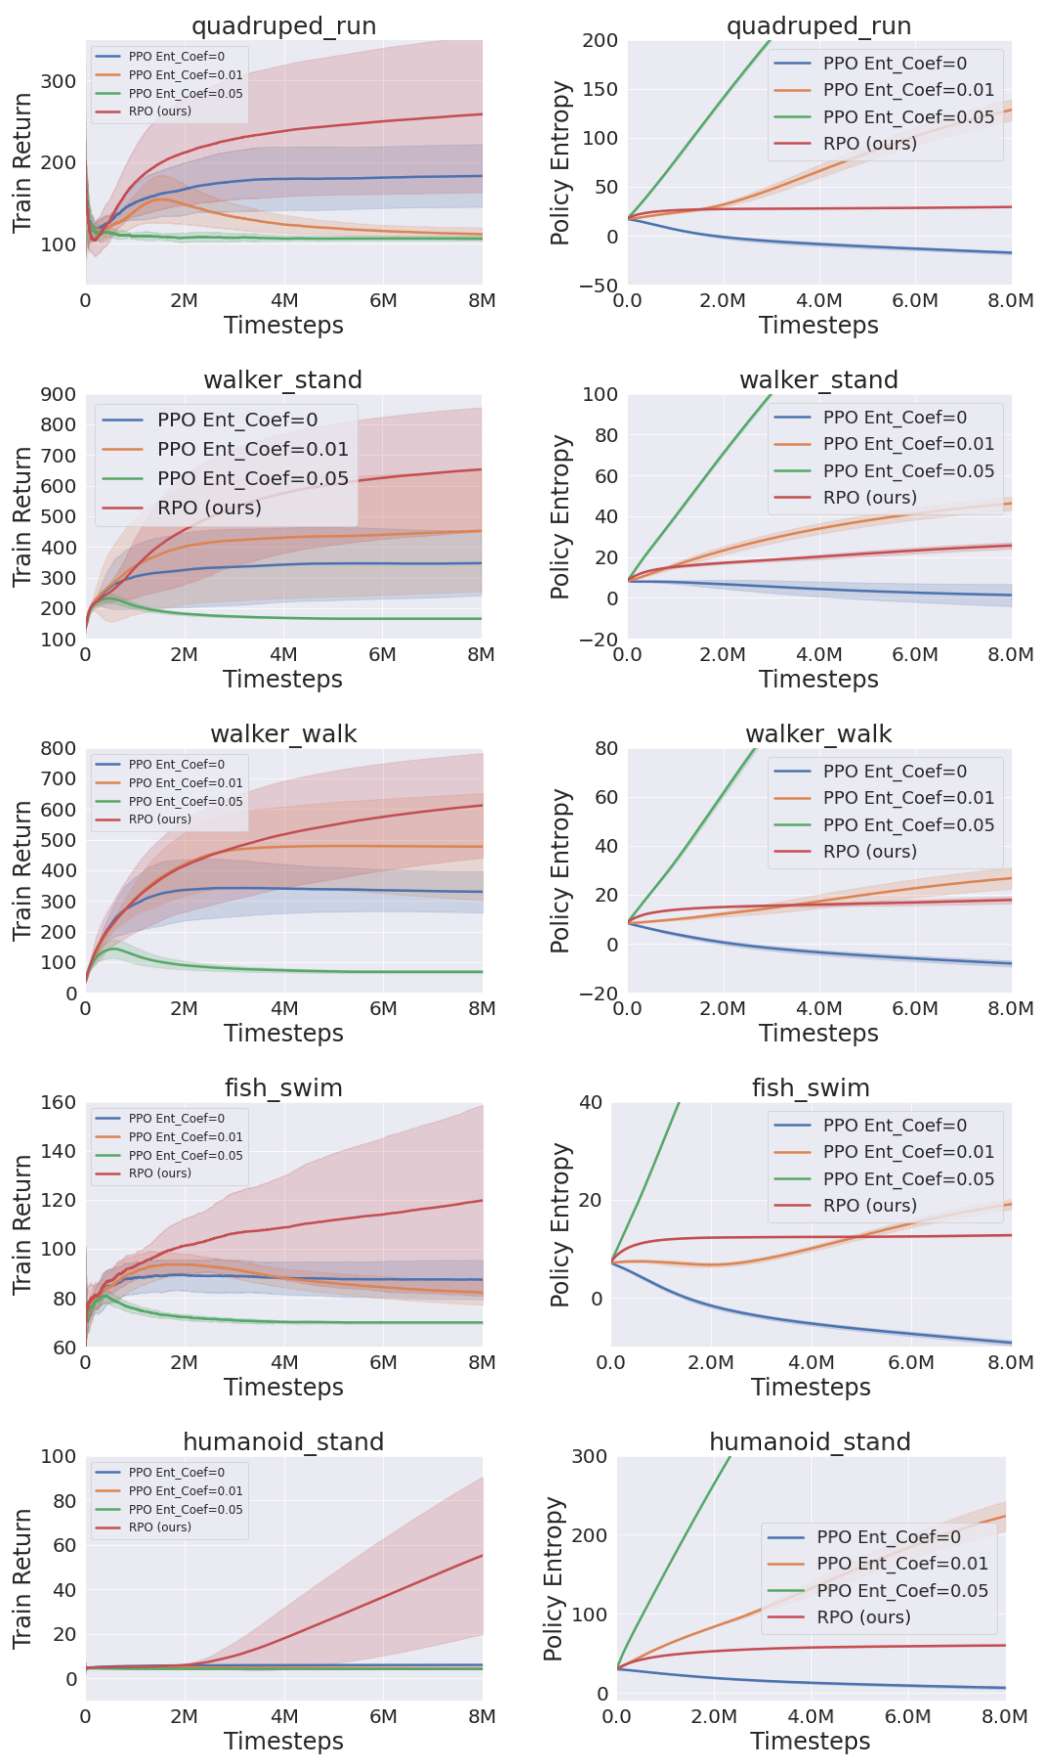 quadruped_run
Train Return
300
200
100
PPO Ent_Coef=0
PPO Ent_Coef=0.01
PPO Ent_Coef=0.05
RPO (ours)
0 2M 4M 6M 8M
Timesteps
quadruped_run
Policy Entropy
200
150
100
50
0
−50
PPO Ent_Coef=0
PPO Ent_Coef=0.01
PPO Ent_Coef=0.05
RPO (ours)
0.0 2.0M 4.0M 6.0M 8.0M
Timesteps
walker_stand
Train Return
900
800
700
600
500
400
300
200
100
PPO Ent_Coef=0
PPO Ent_Coef=0.01
PPO Ent_Coef=0.05
RPO (ours)
0 2M 4M 6M 8M
Timesteps
walker_stand
Policy Entropy
100
80
60
40
20
0
−20
PPO Ent_Coef=0
PPO Ent_Coef=0.01
PPO Ent_Coef=0.05
RPO (ours)
0.0 2.0M 4.0M 6.0M 8.0M
Timesteps
walker_walk
Train Return
800
700
600
500
400
300
200
100
0
PPO Ent_Coef=0
PPO Ent_Coef=0.01
PPO Ent_Coef=0.05
RPO (ours)
0 2M 4M 6M 8M
Timesteps
walker_walk
Policy Entropy
80
60
40
20
0
−20
PPO Ent_Coef=0
PPO Ent_Coef=0.01
PPO Ent_Coef=0.05
RPO (ours)
0.0 2.0M 4.0M 6.0M 8.0M
Timesteps
fish_swim
Train Return
160
140
120
100
80
60
PPO Ent_Coef=0
PPO Ent_Coef=0.01
PPO Ent_Coef=0.05
RPO (ours)
0 2M 4M 6M 8M
Timesteps
fish_swim
Policy Entropy
40
20
0
PPO Ent_Coef=0
PPO Ent_Coef=0.01
PPO Ent_Coef=0.05
RPO (ours)
0.0 2.0M 4.0M 6.0M 8.0M
Timesteps
humanoid_stand
Train Return
100
80
60
40
20
0
PPO Ent_Coef=0
PPO Ent_Coef=0.01
PPO Ent_Coef=0.05
RPO (ours)
0 2M 4M 6M 8M
Timesteps
humanoid_stand
Policy Entropy
300
200
100
0
PPO Ent_Coef=0
PPO Ent_Coef=0.01
PPO Ent_Coef=0.05
RPO (ours)
0.0 2.0M 4.0M 6.0M 8.0M
Timesteps